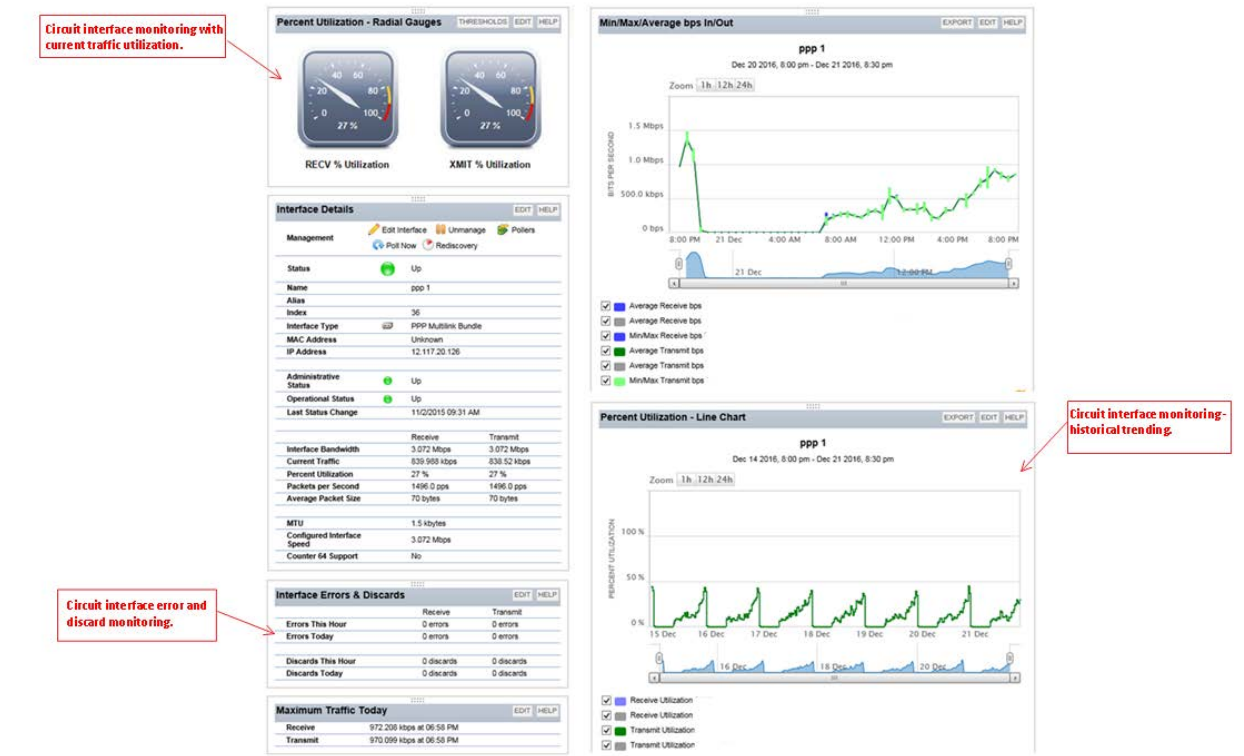 Circuit interface monitoring with
current traffic utilization.
Percent Utilization - Radial Gauges THRESHOLDS EDIT HELP
0 20 40 60 80 100
27 %
RECV % Utilization
0 20 40 60 80 100
27 %
XMIT % Utilization
Interface Details EDIT HELP
Management Edit Interface Unmanage Pollers
Poll Now Rediscovery
Status Up
Name ppp 1
Alias
Index 36
Interface Type PPP Multilink Bundle
MAC Address Unknown
IP Address 12.117.20.126
Administrative
Status Up
Operational Status Up
Last Status Change 11/2/2015 09:31 AM
Receive Transmit
Interface Bandwidth 3.072 Mbps 3.072 Mbps
Current Traffic 839.988 kbps 838.52 kbps
Percent Utilization 27 % 27 %
Packets per Second 1496.0 pps 1496.0 pps
Average Packet Size 70 bytes 70 bytes
MTU 1.5 kbytes
Configured Interface
Speed 3.072 Mbps
Counter 64 Support No
Circuit interface error and
discard monitoring.
Interface Errors & Discards EDIT HELP
Receive Transmit
Errors This Hour 0 errors 0 errors
Errors Today 0 errors 0 errors
Discards This Hour 0 discards 0 discards
Discards Today 0 discards 0 discards
Maximum Traffic Today EDIT HELP
Receive 972.208 kbps at 06:58 PM
Transmit 970.099 kbps at 06:58 PM
Min/Max/Average bps In/Out EXPORT EDIT HELP
ppp 1
Dec 20 2016, 8:00 pm - Dec 21 2016, 8:30 pm
Zoom 1h 12h 24h
BITS PER SECOND
1.5 Mbps
1.0 Mbps
500.0 kbps
0 bps
8:00 PM 21 Dec 4:00 AM 8:00 AM 12:00 PM 4:00 PM 8:00 PM
21 Dec 12:00 PM
Average Receive bps
Average Receive bps
Min/Max Receive bps
Average Transmit bps
Average Transmit bps
Min/Max Transmit bps
Percent Utilization - Line Chart EXPORT EDIT HELP
Circuit interface monitoring-
historical trending.
ppp 1
Dec 14 2016, 8:00 pm - Dec 21 2016, 8:30 pm
Zoom 1h 12h 24h
PERCENT UTILIZATION
100 %
50 %
0 %
15 Dec 16 Dec 17 Dec 18 Dec 19 Dec 20 Dec 21 Dec
16 Dec 18 Dec 20 Dec
Receive Utilization
Receive Utilization
Transmit Utilization
Transmit Utilization